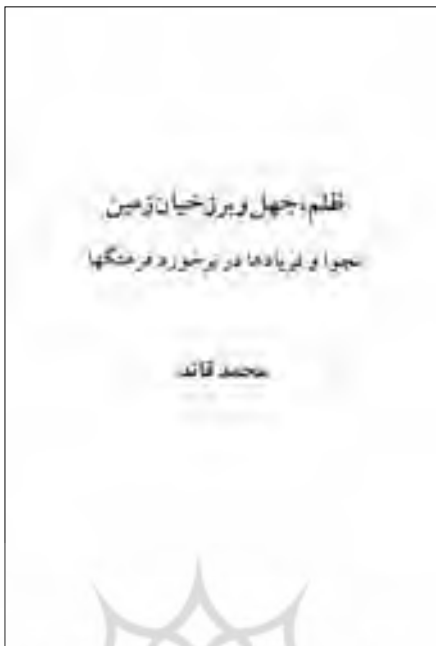 ظلم، جهل و برزخیان زمین
نجوا و فریادها در برخورد فرهنگها
محمد قائد